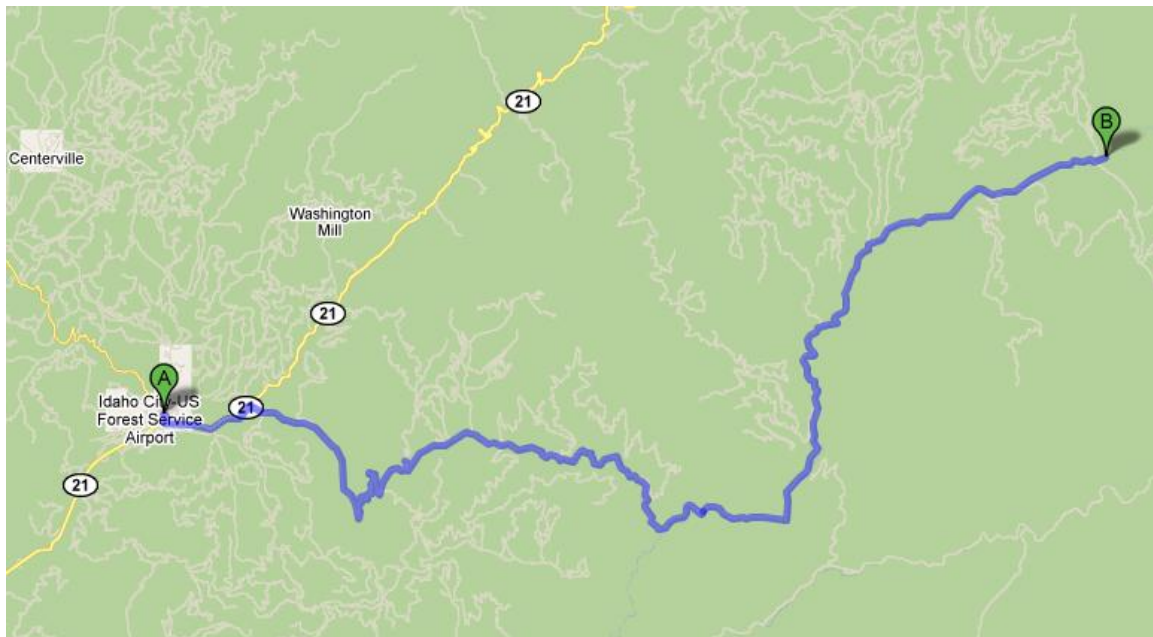 21
B
Centerville
Washington
Mill
21
A
Idaho City-US
Forest Service
Airport
21
21